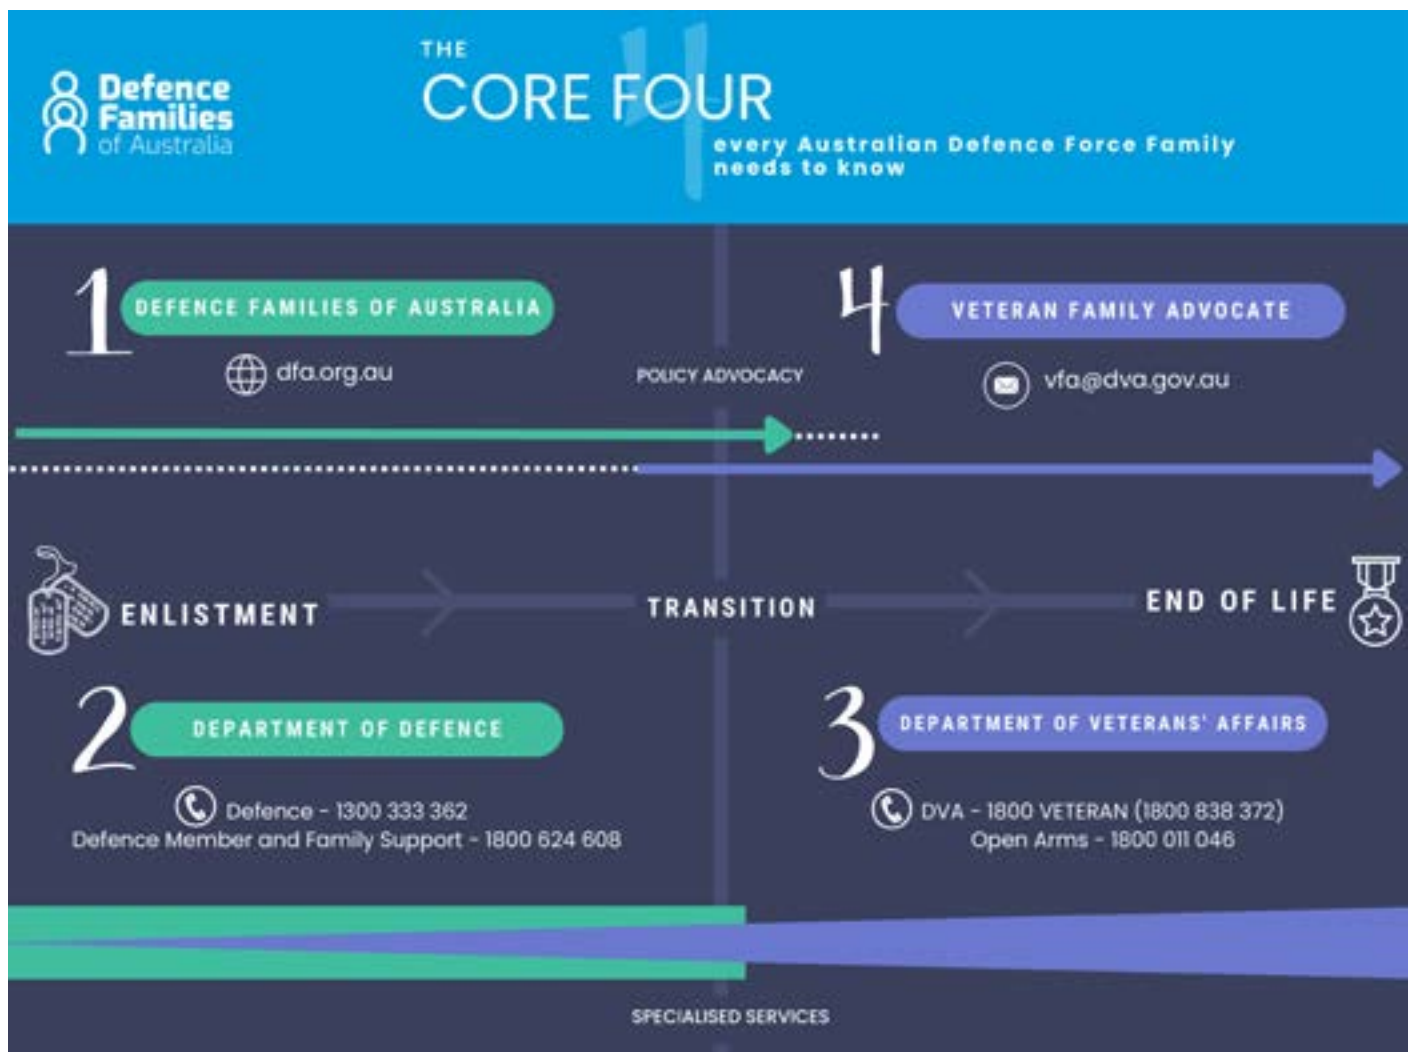 Defence
Families
of Australia
THE
CORE FOUR
4
every Australian Defence Force Family
needs to know
1
DEFENCE FAMILIES OF AUSTRALIA
dfa.org.au
POLICY ADVOCACY
4
VETERAN FAMILY ADVOCATE
vfa@dva.gov.au
ENLISTMENT
TRANSITION
END OF LIFE
2
DEPARTMENT OF DEFENCE
Defence - 1300 333 362
Defence Member and Family Support - 1800 624 608
3
DEPARTMENT OF VETERANS' AFFAIRS
DVA - 1800 VETERAN (1800 838 372)
Open Arms - 1800 011 046
SPECIALISED SERVICES